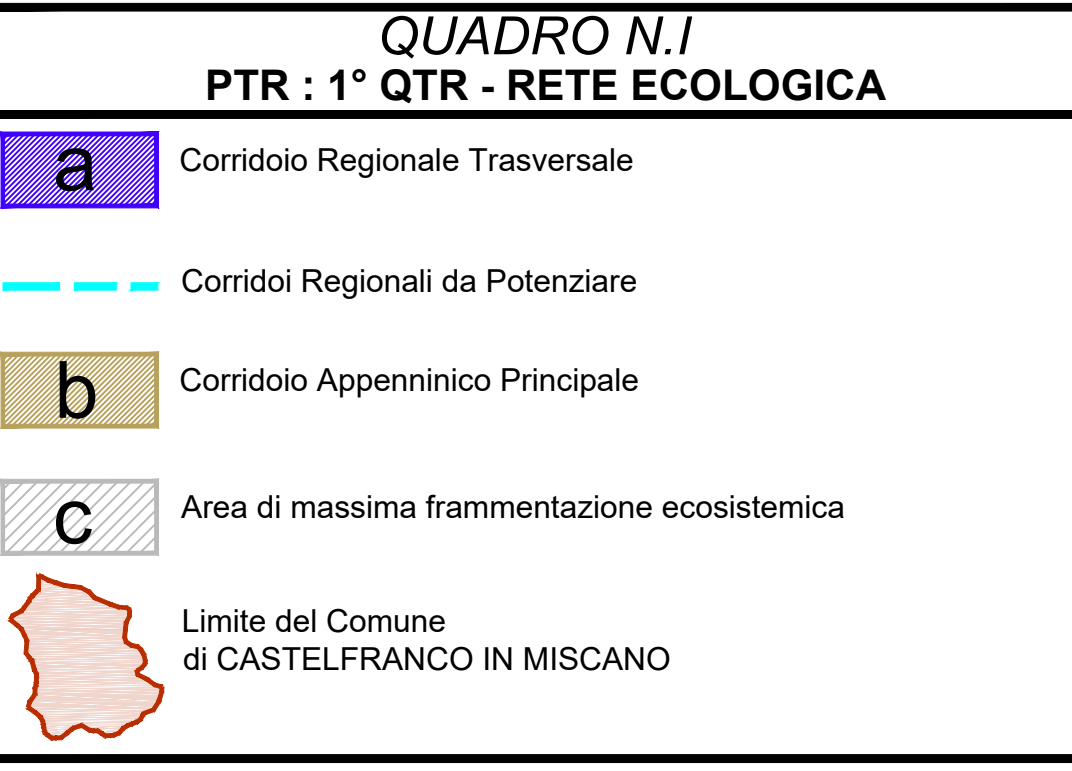 QUADRO N.I
PTR : 1° QTR - RETE ECOLOGICA
a Corridoio Regionale Trasversale
Corridoi Regionali da Potenziare
b Corridoio Appenninico Principale
c Area di massima frammentazione ecosistemica
Limite del Comune
di CASTELFRANCO IN MISCANO